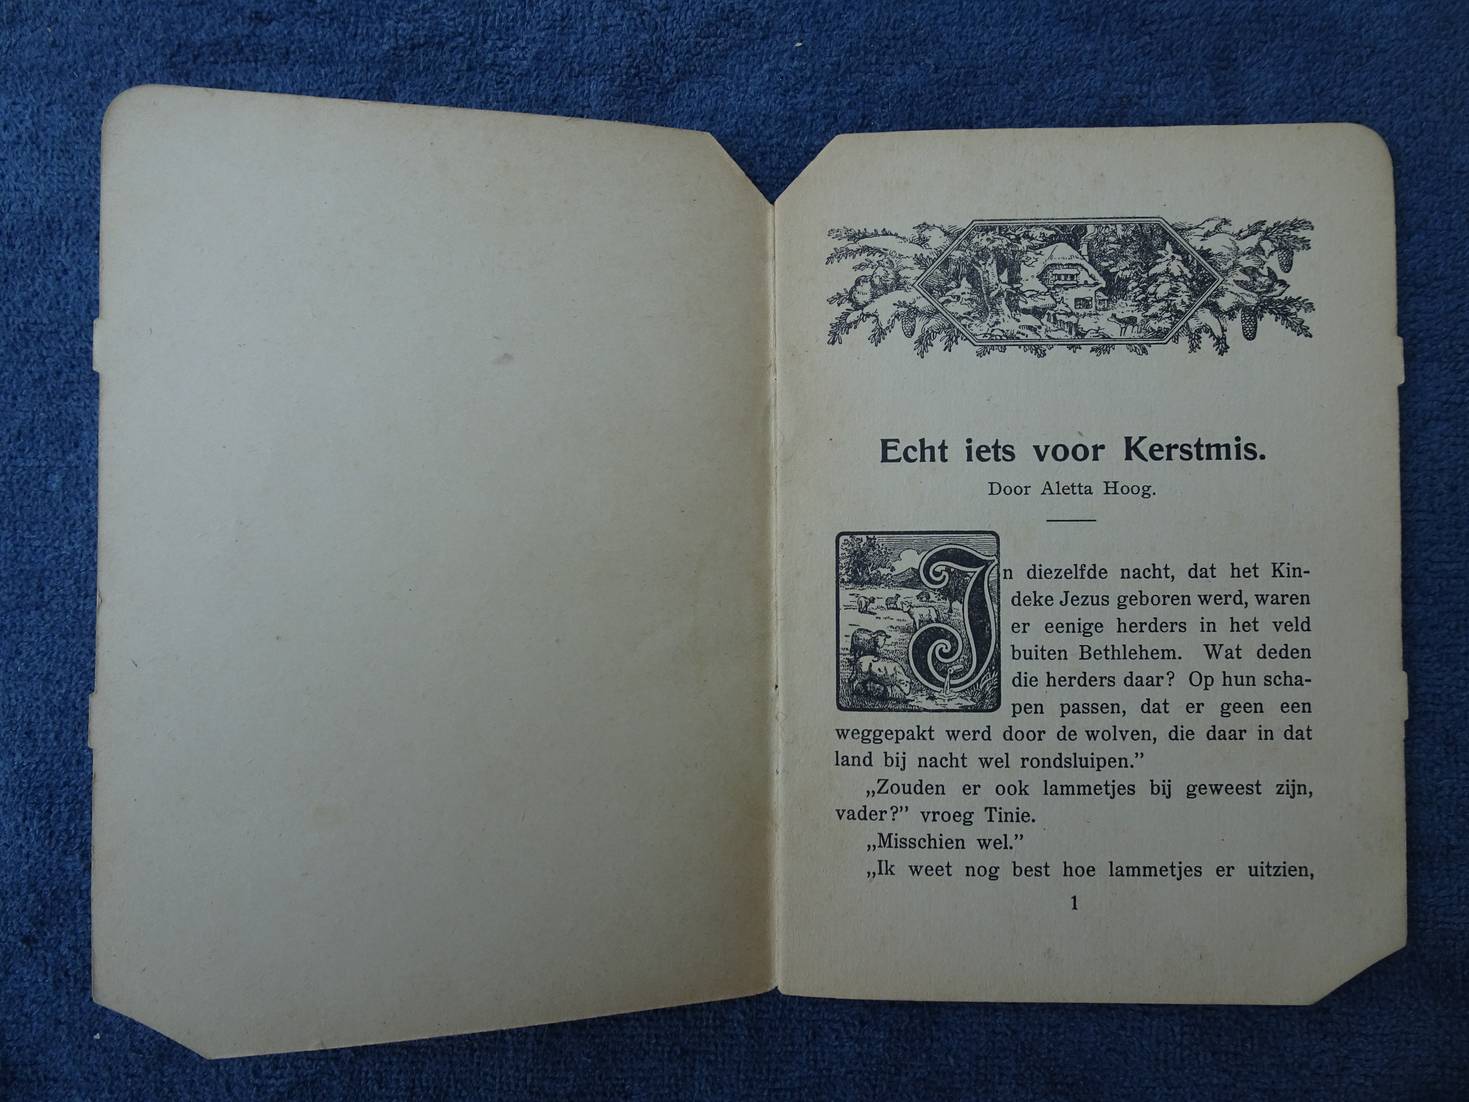 Echt iets voor Kerstmis.
Door Aletta Hoog.
In diezelfde nacht, dat het Kin-
deke Jezus geboren werd, waren
er eenige herders in het veld
buiten Bethlehem. Wat deden
die herders daar? Op hun scha-
pen passen, dat er geen een
weggepakt werd door de wolven, die daar in dat
land bij nacht wel rondsluipen.”
„Zouden er ook lammetjes bij geweest zijn,
vader?” vroeg Tinie.
„Misschien wel.”
„Ik weet nog best hoe lammetjes er uitzien,
1